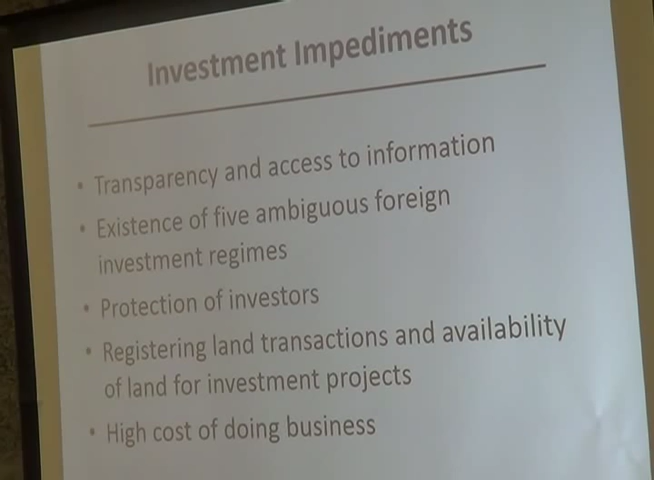 Investment Impediments
• Transparency and access to information
• Existence of five ambiguous foreign
investment regimes
• Protection of investors
• Registering land transactions and availability
of land for investment projects
• High cost of doing business